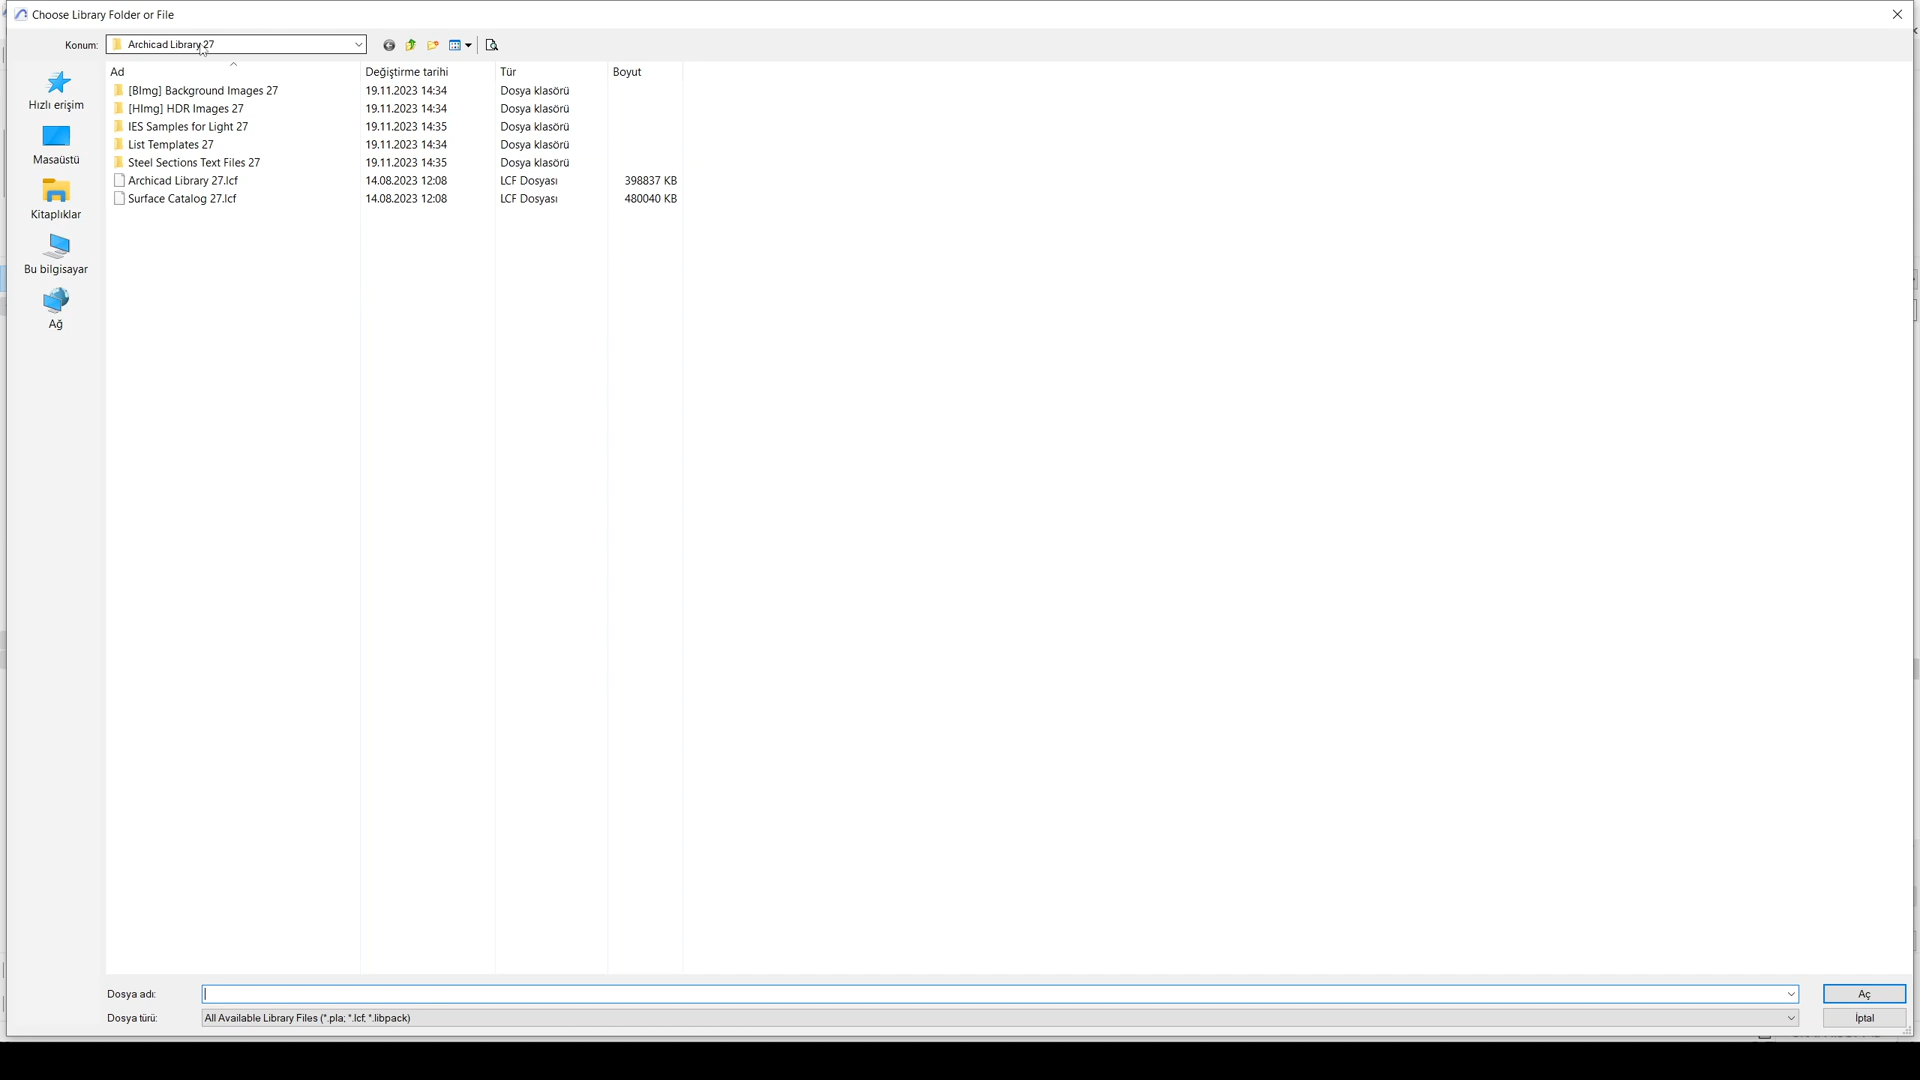 Choose Library Folder or File
Konum: Archicad Library 27
Ad Değiştirme tarihi Tür Boyut
[BImg] Background Images 27 19.11.2023 14:34 Dosya klasörü
[HImg] HDR Images 27 19.11.2023 14:34 Dosya klasörü
IES Samples for Light 27 19.11.2023 14:35 Dosya klasörü
List Templates 27 19.11.2023 14:34 Dosya klasörü
Steel Sections Text Files 27 19.11.2023 14:35 Dosya klasörü
Archicad Library 27.lcf 14.08.2023 12:08 LCF Dosyası 398837 KB
Surface Catalog 27.lcf 14.08.2023 12:08 LCF Dosyası 480040 KB
Hızlı erişim
Masaüstü
Kitaplıklar
Bu bilgisayar
Ağ
Dosya adı: Aç
Dosya türü: All Available Library Files (*.pla; *.lcf; *.libpack) İptal